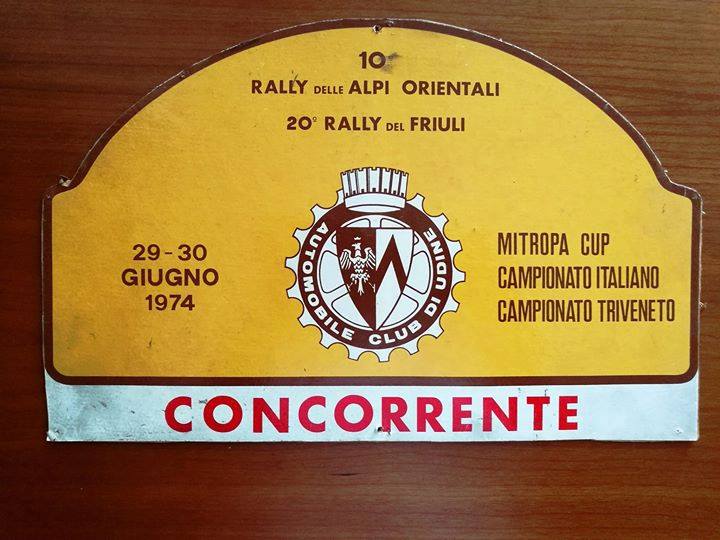 10
RALLY DELLE ALPI ORIENTALI
20° RALLY DEL FRIULI
29-30
GIUGNO
1974
AUTOMOBILE CLUB DI UDINE
MITROPA CUP
CAMPIONATO ITALIANO
CAMPIONATO TRIVENETO
CONCORRENTE